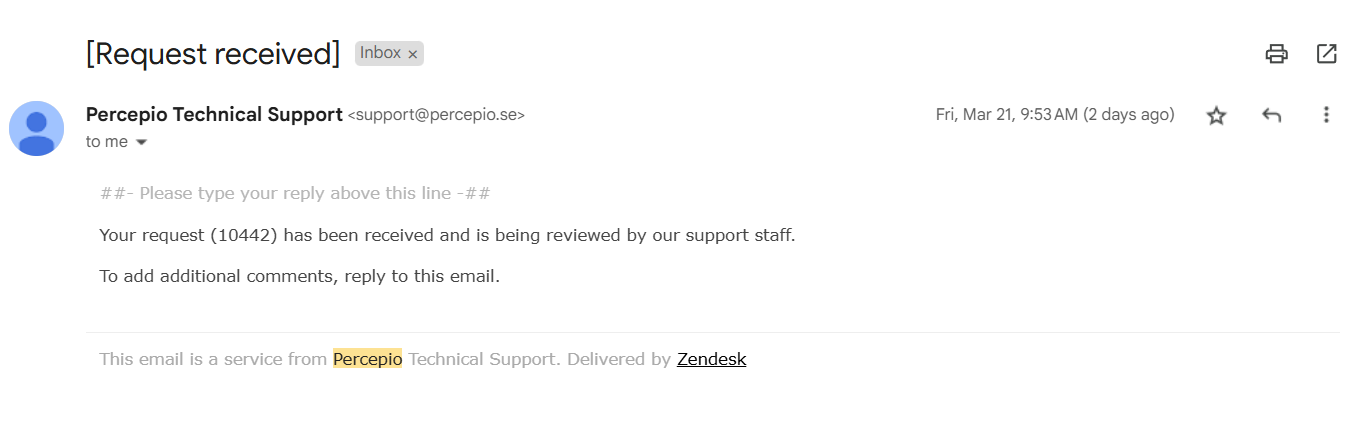 [Request received] Inbox ×
Percepio Technical Support <support@percepio.se> Fri, Mar 21, 9:53 AM (2 days ago)
to me
##- Please type your reply above this line -##
Your request (10442) has been received and is being reviewed by our support staff.
To add additional comments, reply to this email.
This email is a service from Percepio Technical Support. Delivered by Zendesk